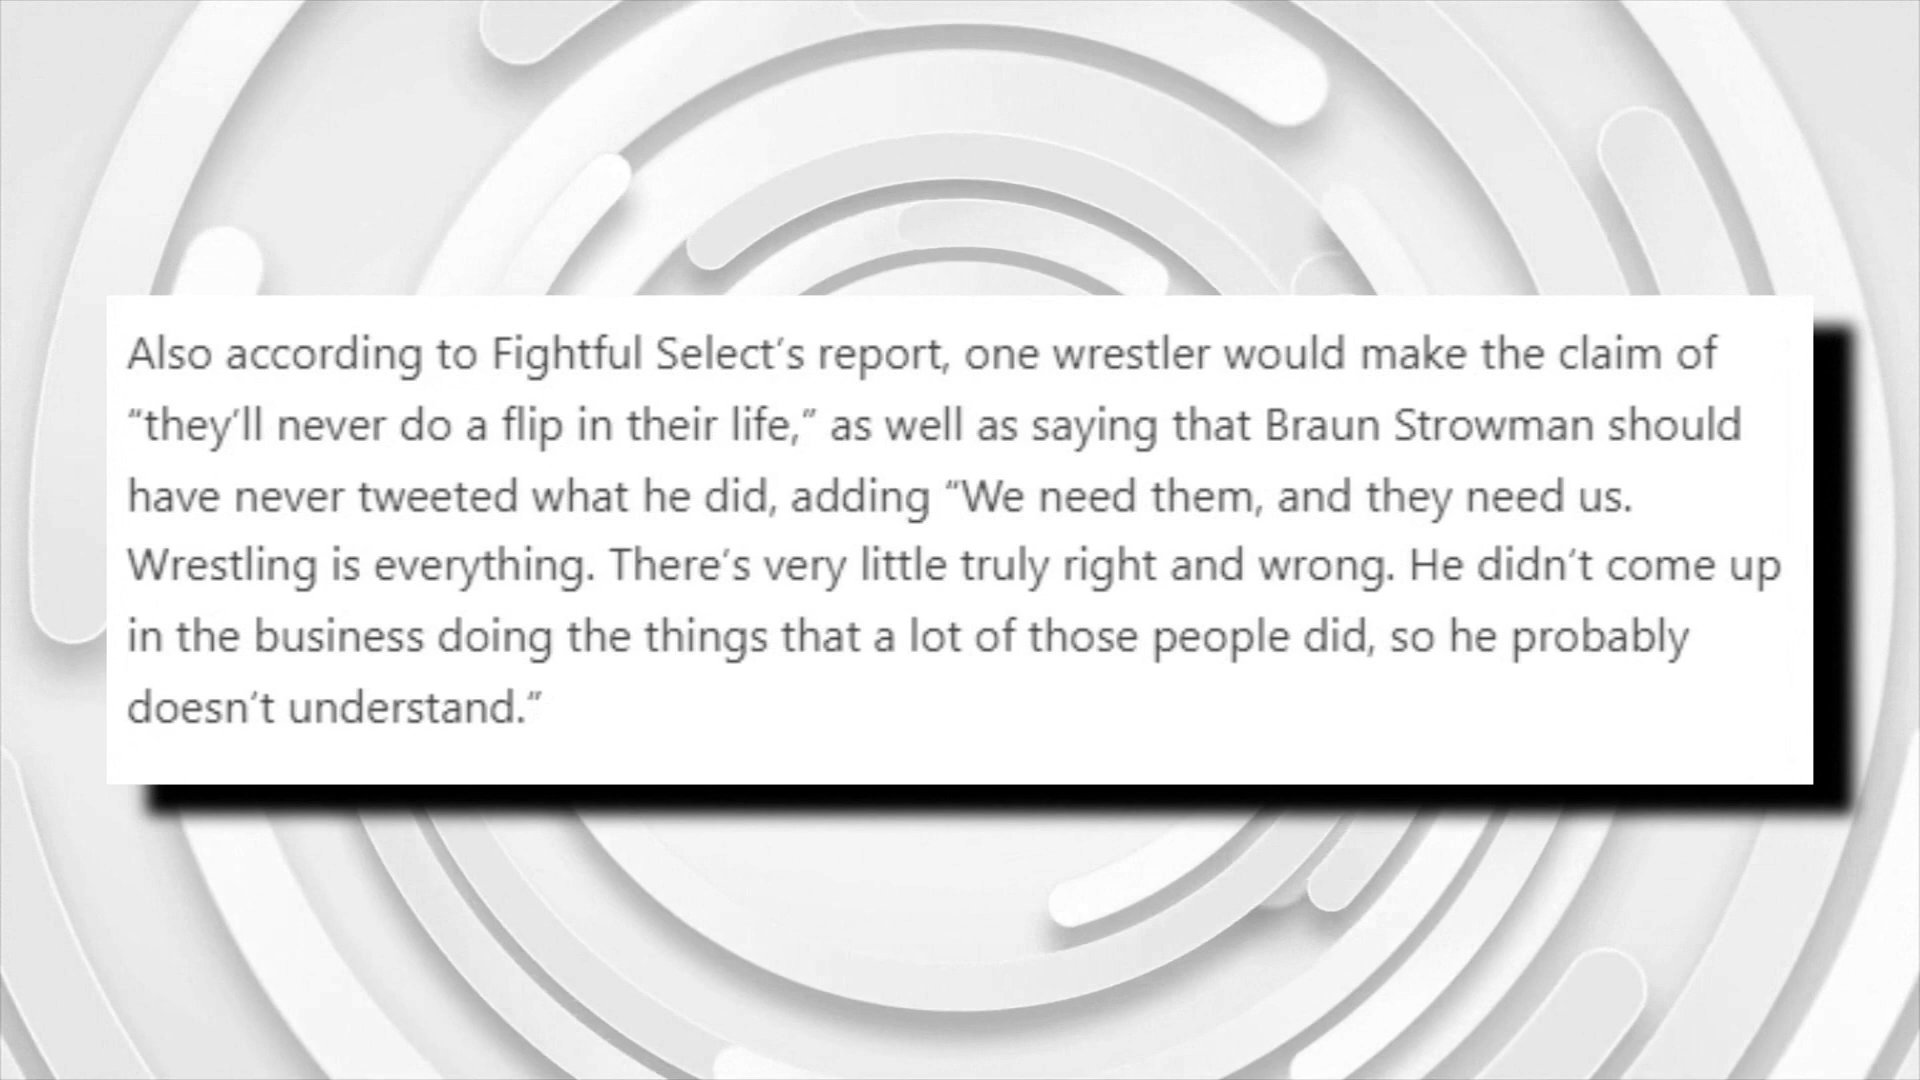 Also according to Fightful Select’s report, one wrestler would make the claim of
“they’ll never do a flip in their life,” as well as saying that Braun Strowman should
have never tweeted what he did, adding “We need them, and they need us.
Wrestling is everything. There’s very little truly right and wrong. He didn’t come up
in the business doing the things that a lot of those people did, so he probably
doesn’t understand.”